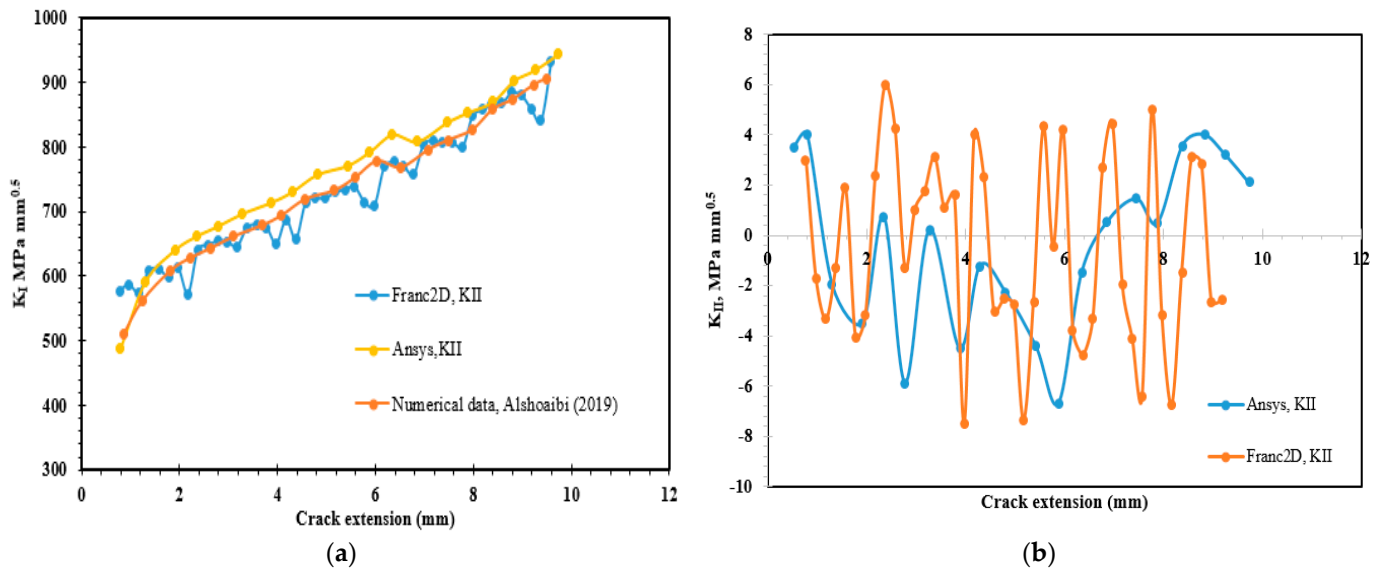 1000
900
800
700
600
500
400
300
K_I MPa mm^0.5
Franc2D, KII
Ansys,KII
Numerical data, Alshoaibi (2019)
0 2 4 6 8 10 12
Crack extension (mm)
(a)
8
6
4
2
0
-2
-4
-6
-8
-10
K_II, MPa mm^0.5
0 2 4 6 8 10 12
Ansys, KII
Franc2D, KII
Crack extension (mm)
(b)